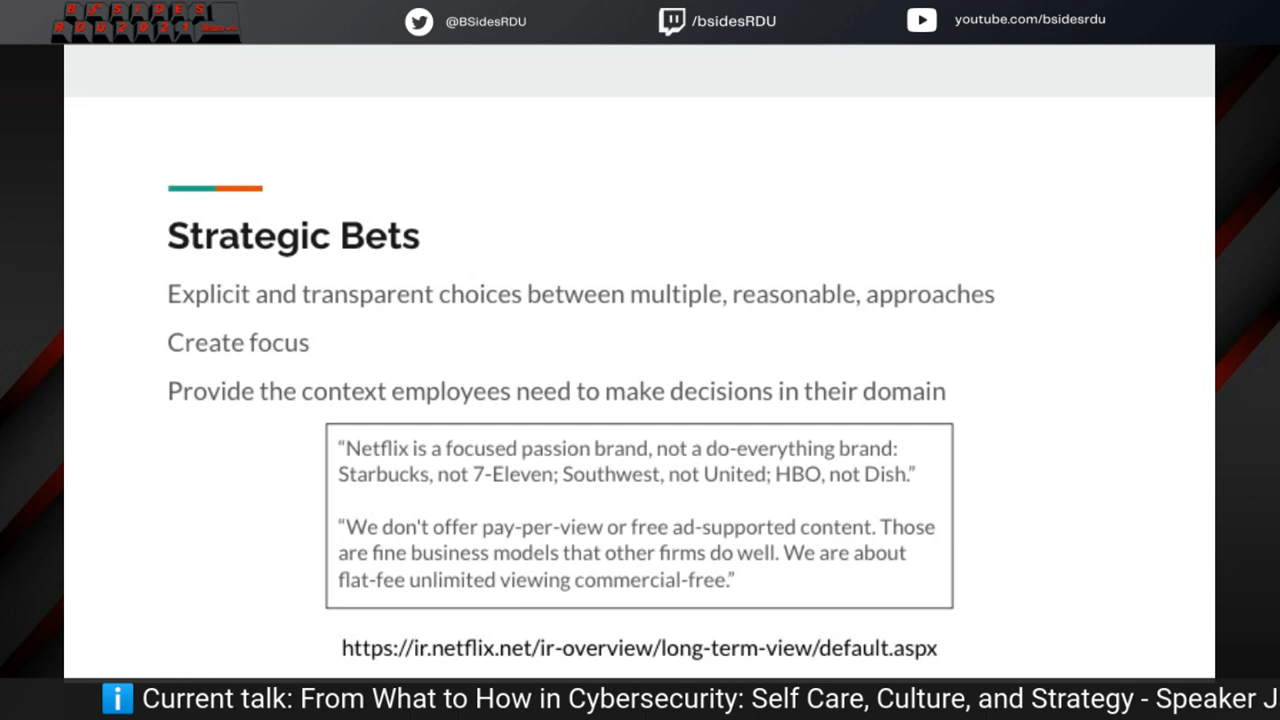 BSIDES
RDU2021
@BSidesRDU
/bsidesRDU
youtube.com/bsidesrdu
Strategic Bets
Explicit and transparent choices between multiple, reasonable, approaches
Create focus
Provide the context employees need to make decisions in their domain
“Netflix is a focused passion brand, not a do-everything brand:
Starbucks, not 7-Eleven; Southwest, not United; HBO, not Dish.”
“We don't offer pay-per-view or free ad-supported content. Those
are fine business models that other firms do well. We are about
flat-fee unlimited viewing commercial-free.”
https://ir.netflix.net/ir-overview/long-term-view/default.aspx
Current talk: From What to How in Cybersecurity: Self Care, Culture, and Strategy - Speaker J